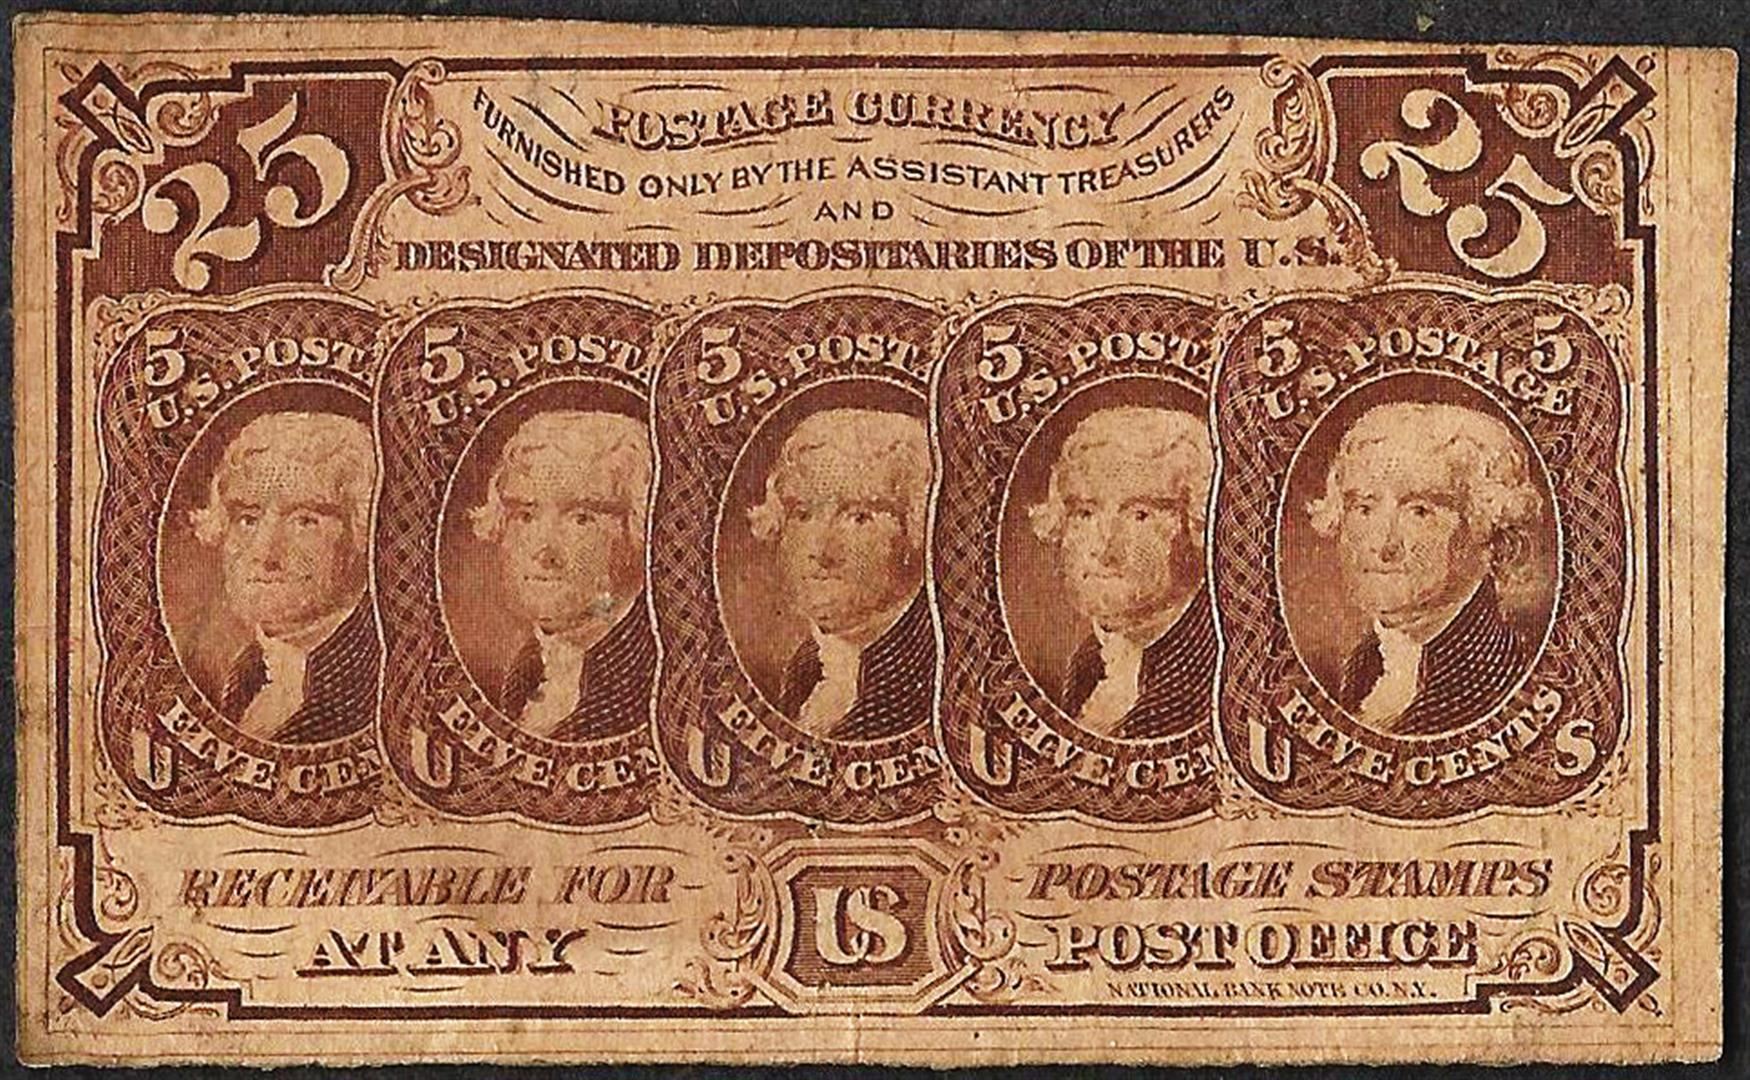 25 POSTAGE CURRENCY 25
FURNISHED ONLY BY THE ASSISTANT TREASURERS
AND
DESIGNATED DEPOSITARIES OF THE U.S.
5 5 5 5 5 5
U.S. POST U.S. POSTA U.S. POST U.S. POSTA U.S. POSTAGE
FIVE CEN FIVE CEN FIVE CEN FIVE CEN FIVE CENTS
U U U U U S
RECEIVABLE FOR POSTAGE STAMPS
AT ANY US POST OFFICE
NATIONAL BANK NOTE CO. N.Y.